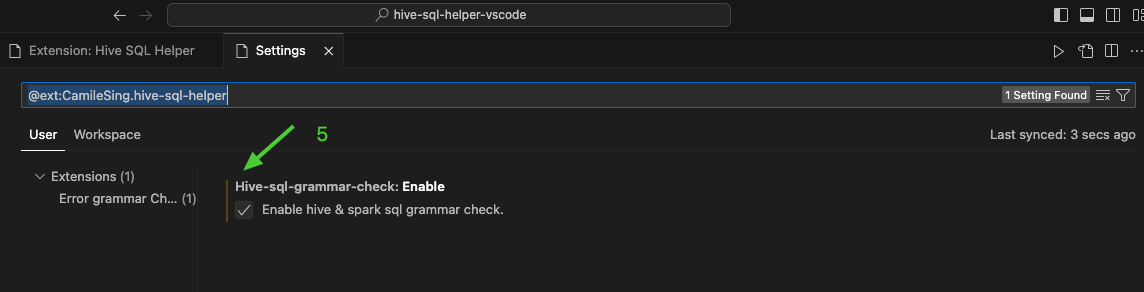 hive-sql-helper-vscode
Extension: Hive SQL Helper
Settings
@ext:CamileSing.hive-sql-helper
1 Setting Found
User
Workspace
Last synced: 3 secs ago
5
Extensions (1)
Error grammar Ch... (1)
Hive-sql-grammar-check: Enable
Enable hive & spark sql grammar check.